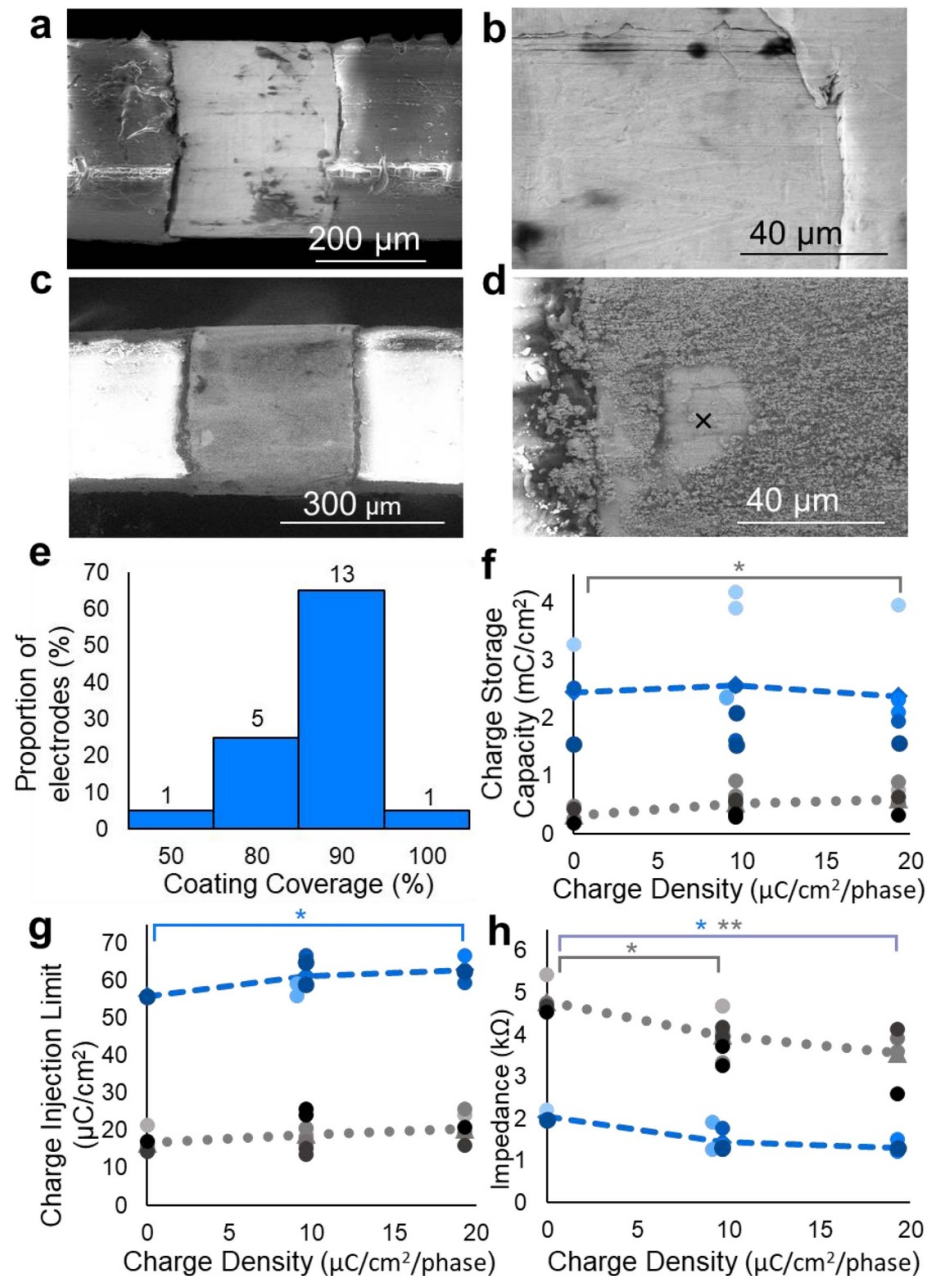 a
b
200 µm
40 µm
c
d
×
300 µm
40 µm
e
Proportion of
electrodes (%)
70
60
50
40
30
20
10
0
1
5
13
1
50 80 90 100
Coating Coverage (%)
f
*
Charge Storage
Capacity (mC/cm²)
4
3
2
1
0
0 5 10 15 20
Charge Density (µC/cm²/phase)
g
*
Charge Injection Limit
(µC/cm²)
70
60
50
40
30
20
10
0
0 5 10 15 20
Charge Density (µC/cm²/phase)
h
* **
*
Impedance (kΩ)
6
5
4
3
2
1
0
0 5 10 15 20
Charge Density (µC/cm²/phase)